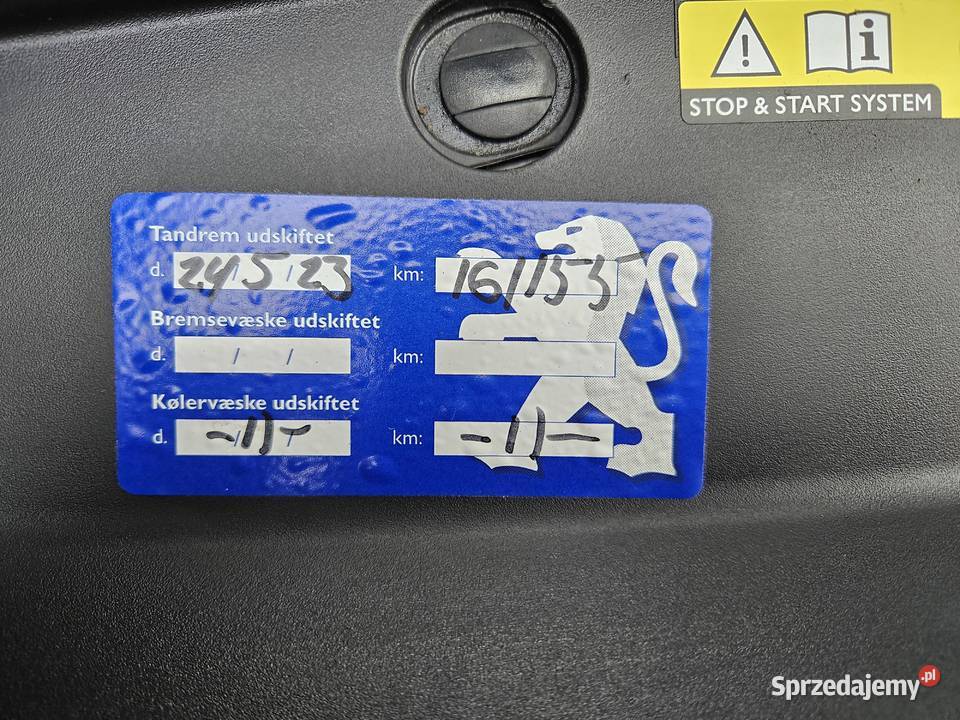 STOP & START SYSTEM
Tandrem udskiftet
d. 24/5/23 km:
Bremsevæske udskiftet
d. / / km:
Kølervæske udskiftet
d. -11- km: -11-
Sprzedajemy.pl